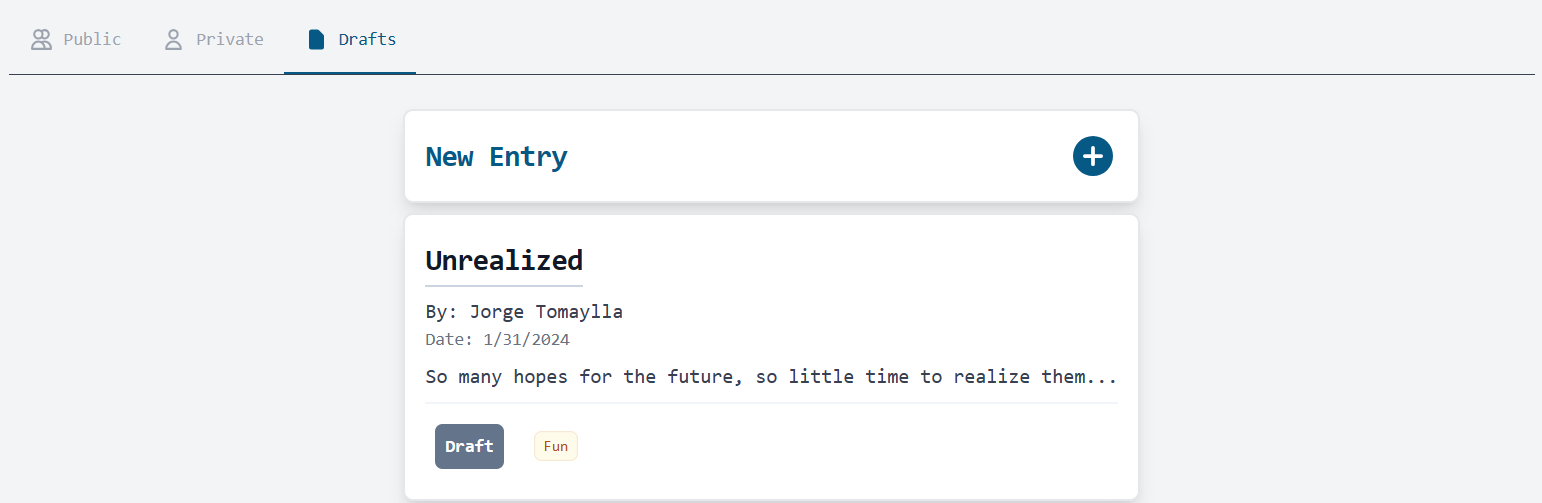 Public Private Drafts
New Entry
Unrealized
By: Jorge Tomaylla
Date: 1/31/2024
So many hopes for the future, so little time to realize them...
Draft Fun